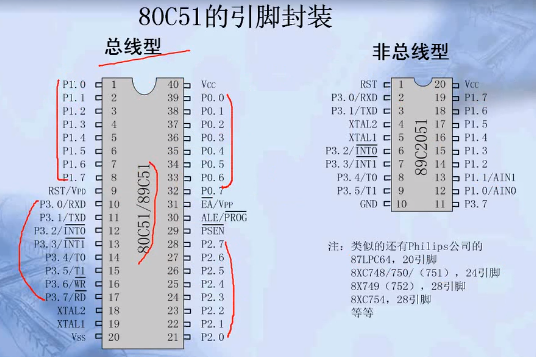 80C51的引脚封装
总线型
P1.0 1 40 Vcc
P1.1 2 39 P0.0
P1.2 3 38 P0.1
P1.3 4 37 P0.2
P1.4 5 36 P0.3
P1.5 6 35 P0.4
P1.6 7 34 P0.5
P1.7 8 33 P0.6
RST/VPD 9 32 P0.7
P3.0/RXD 10 31 EA/VPP
P3.1/TXD 11 30 ALE/PROG
P3.2/INT0 12 29 PSEN
P3.3/INT1 13 28 P2.7
P3.4/T0 14 27 P2.6
P3.5/T1 15 26 P2.5
P3.6/WR 16 25 P2.4
P3.7/RD 17 24 P2.3
XTAL2 18 23 P2.2
XTAL1 19 22 P2.1
Vss 20 21 P2.0
80C51/89C51
非总线型
RST 1 20 Vcc
P3.0/RXD 2 19 P1.7
P3.1/TXD 3 18 P1.6
XTAL2 4 17 P1.5
XTAL1 5 16 P1.4
P3.2/INT0 6 15 P1.3
P3.3/INT1 7 14 P1.2
P3.4/T0 8 13 P1.1/AIN1
P3.5/T1 9 12 P1.0/AIN0
GND 10 11 P3.7
89C2051
注：类似的还有Philips公司的
87LPC64，20引脚
8XC748/750/（751），24引脚
8X749（752），28引脚
8XC754，28引脚
等等